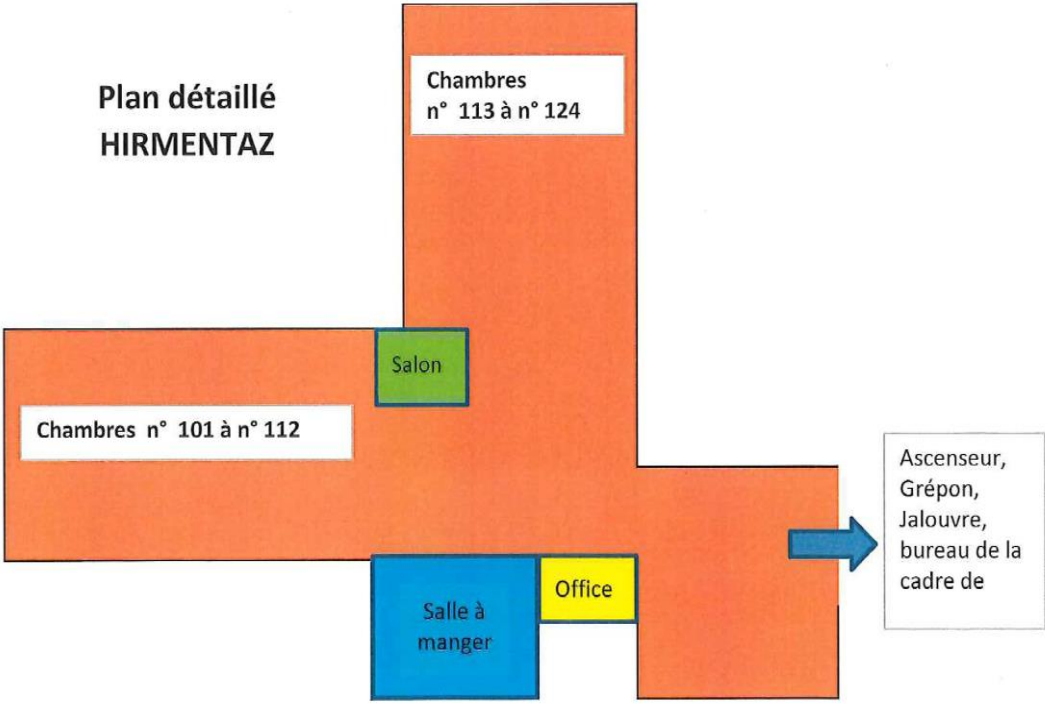 Plan détaillé
HIRMENTAZ
Chambres
n° 113 à n° 124
Salon
Chambres n° 101 à n° 112
Ascenseur,
Grépon,
Jalouvre,
bureau de la
cadre de
Office
Salle à
manger